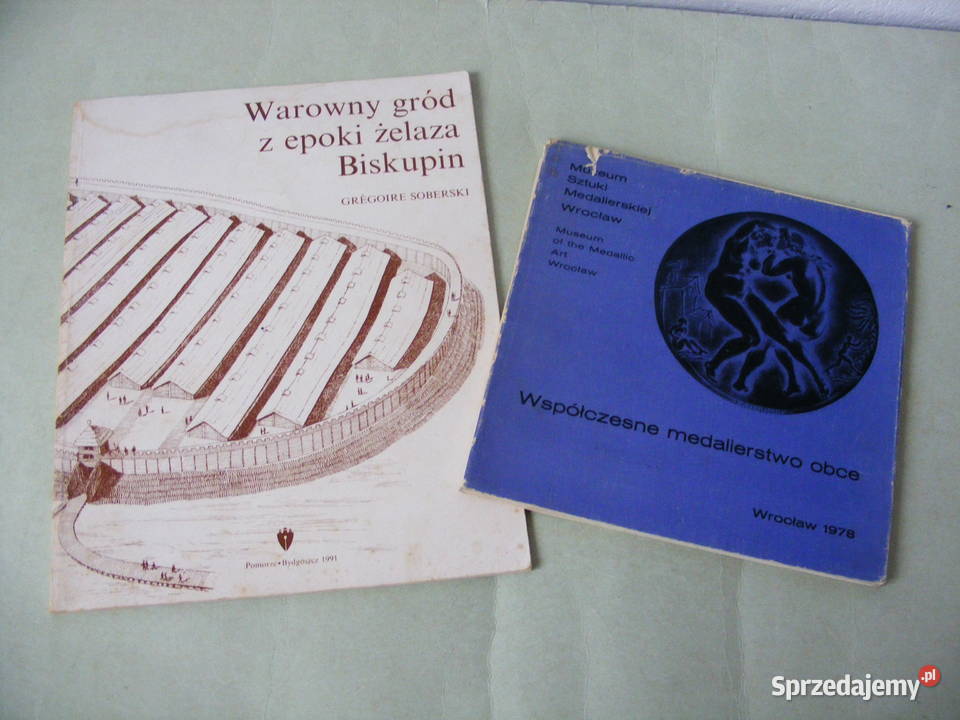 Warowny gród
z epoki żelaza
Biskupin
GRÉGOIRE SOBERSKI
Pomorze • Bydgoszcz 1991
Muzeum
Sztuki
Medalierskiej
Wrocław
Museum
of the Medallic
Art
Wrocław
Współczesne medalierstwo obce
Wrocław 1978
Sprzedajemy.pl